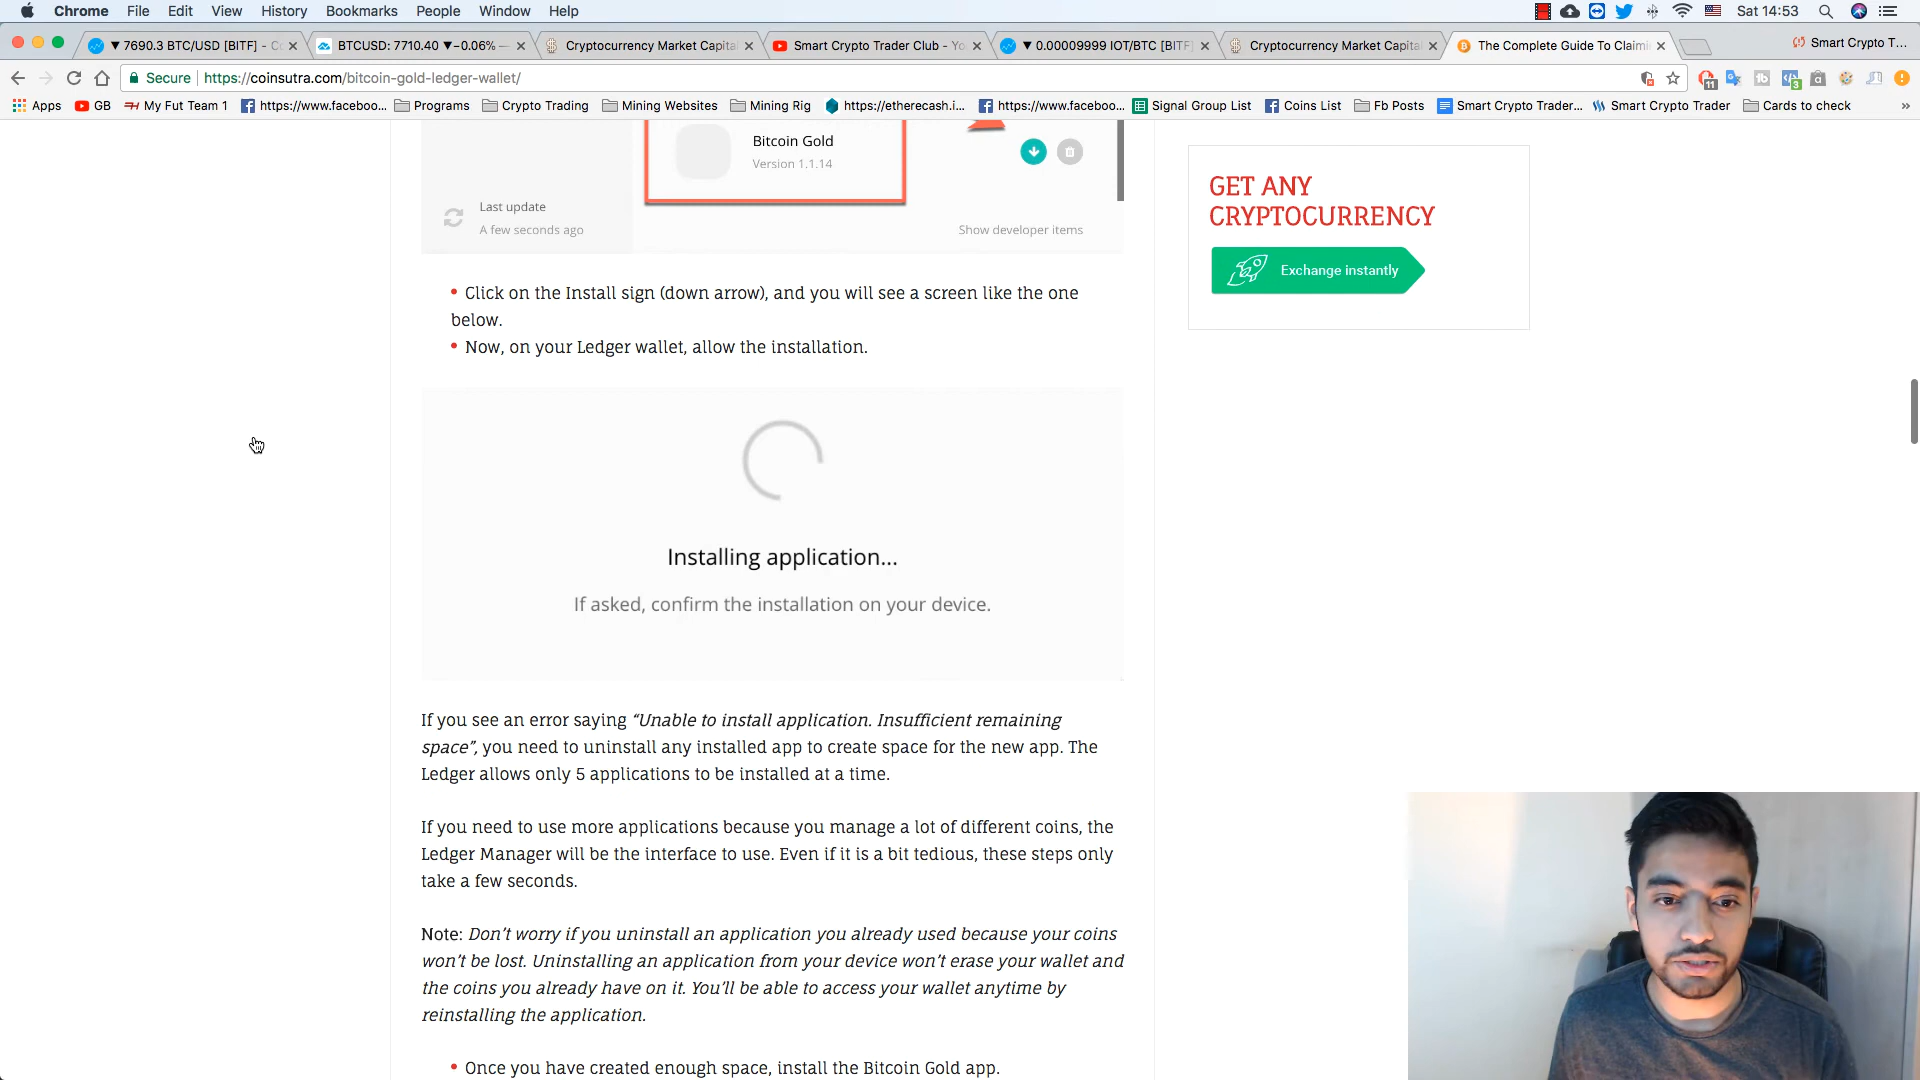 Chrome File Edit View History Bookmarks People Window Help Sat 14:53
▼ 7690.3 BTC/USD [BITF] - Co BTCUSD: 7710.40 ▼−0.06% — Cryptocurrency Market Capital Smart Crypto Trader Club - Yo ▼ 0.00009999 IOT/BTC [BITF Cryptocurrency Market Capital The Complete Guide To Claimi Smart Crypto T...
Secure https://coinsutra.com/bitcoin-gold-ledger-wallet/
Apps GB My Fut Team 1 https://www.faceboo... Programs Crypto Trading Mining Websites Mining Rig https://etherecash.i... https://www.faceboo... Signal Group List Coins List Fb Posts Smart Crypto Trader... Smart Crypto Trader Cards to check »
Bitcoin Gold
Version 1.1.14
Last update
A few seconds ago
Show developer items
• Click on the Install sign (down arrow), and you will see a screen like the one
below.
• Now, on your Ledger wallet, allow the installation.
Installing application...
If asked, confirm the installation on your device.
If you see an error saying “Unable to install application. Insufficient remaining
space”, you need to uninstall any installed app to create space for the new app. The
Ledger allows only 5 applications to be installed at a time.
If you need to use more applications because you manage a lot of different coins, the
Ledger Manager will be the interface to use. Even if it is a bit tedious, these steps only
take a few seconds.
Note: Don’t worry if you uninstall an application you already used because your coins
won’t be lost. Uninstalling an application from your device won’t erase your wallet and
the coins you already have on it. You’ll be able to access your wallet anytime by
reinstalling the application.
• Once you have created enough space, install the Bitcoin Gold app.
GET ANY
CRYPTOCURRENCY
Exchange instantly